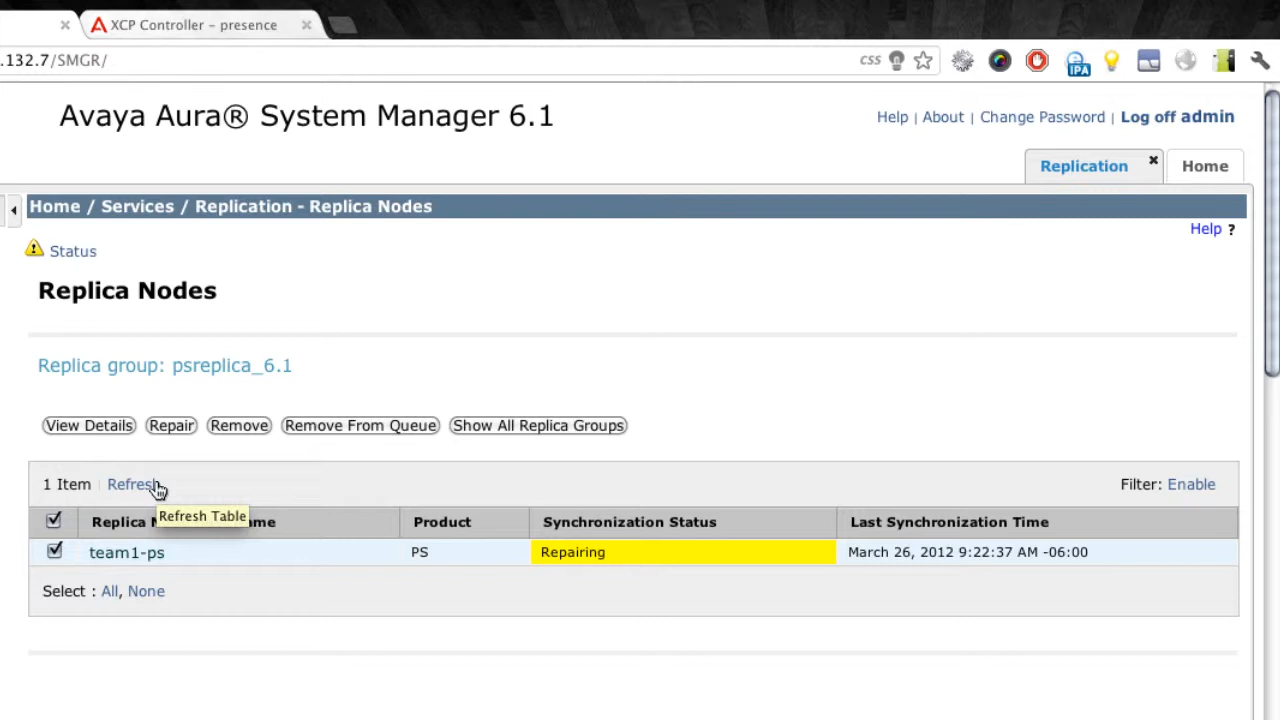 XCP Controller – presence
.132.7/SMGR/
CSS
IPA
Avaya Aura® System Manager 6.1
Help | About | Change Password | Log off admin
Replication Home
Home / Services / Replication - Replica Nodes
Help ?
Status
Replica Nodes
Replica group: psreplica_6.1
View Details Repair Remove Remove From Queue Show All Replica Groups
1 Item Refresh Filter: Enable
Refresh Table
Replica ame Product Synchronization Status Last Synchronization Time
team1-ps PS Repairing March 26, 2012 9:22:37 AM -06:00
Select : All, None